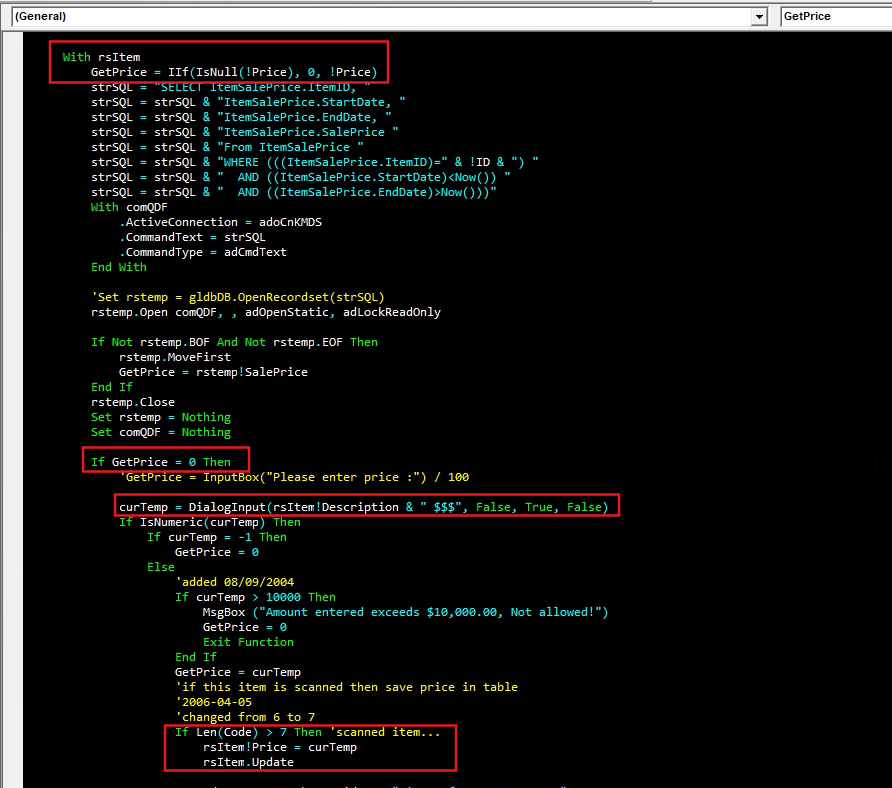 (General)
GetPrice
With rsItem
GetPrice = IIf(IsNull(!Price), 0, !Price)
strSQL = "SELECT ItemSalePrice.ItemID, "
strSQL = strSQL & "ItemSalePrice.StartDate, "
strSQL = strSQL & "ItemSalePrice.EndDate, "
strSQL = strSQL & "ItemSalePrice.SalePrice "
strSQL = strSQL & "From ItemSalePrice "
strSQL = strSQL & "WHERE (((ItemSalePrice.ItemID)=" & !ID & ") "
strSQL = strSQL & "  AND ((ItemSalePrice.StartDate)<Now()) "
strSQL = strSQL & "  AND ((ItemSalePrice.EndDate)>Now()))"
With comQDF
.ActiveConnection = adoCnKMDS
.CommandText = strSQL
.CommandType = adCmdText
End With
'Set rstemp = gldbDB.OpenRecordset(strSQL)
rstemp.Open comQDF, , adOpenStatic, adLockReadOnly
If Not rstemp.BOF And Not rstemp.EOF Then
rstemp.MoveFirst
GetPrice = rstemp!SalePrice
End If
rstemp.Close
Set rstemp = Nothing
Set comQDF = Nothing
If GetPrice = 0 Then
'GetPrice = InputBox("Please enter price :") / 100
curTemp = DialogInput(rsItem!Description & " $$$", False, True, False)
If IsNumeric(curTemp) Then
If curTemp = -1 Then
GetPrice = 0
Else
'added 08/09/2004
If curTemp > 10000 Then
MsgBox ("Amount entered exceeds $10,000.00, Not allowed!")
GetPrice = 0
Exit Function
End If
GetPrice = curTemp
'if this item is scanned then save price in table
'2006-04-05
'changed from 6 to 7
If Len(Code) > 7 Then 'scanned item...
rsItem!Price = curTemp
rsItem.Update